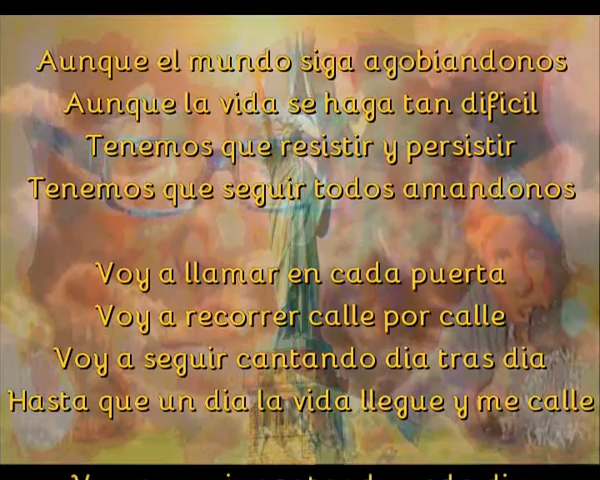 Aunque el mundo siga agobiandonos
Aunque la vida se haga tan dificil
Tenemos que resistir y persistir
Tenemos que seguir todos amandonos
Voy a llamar en cada puerta
Voy a recorrer calle por calle
Voy a seguir cantando dia tras dia
Hasta que un dia la vida llegue y me calle